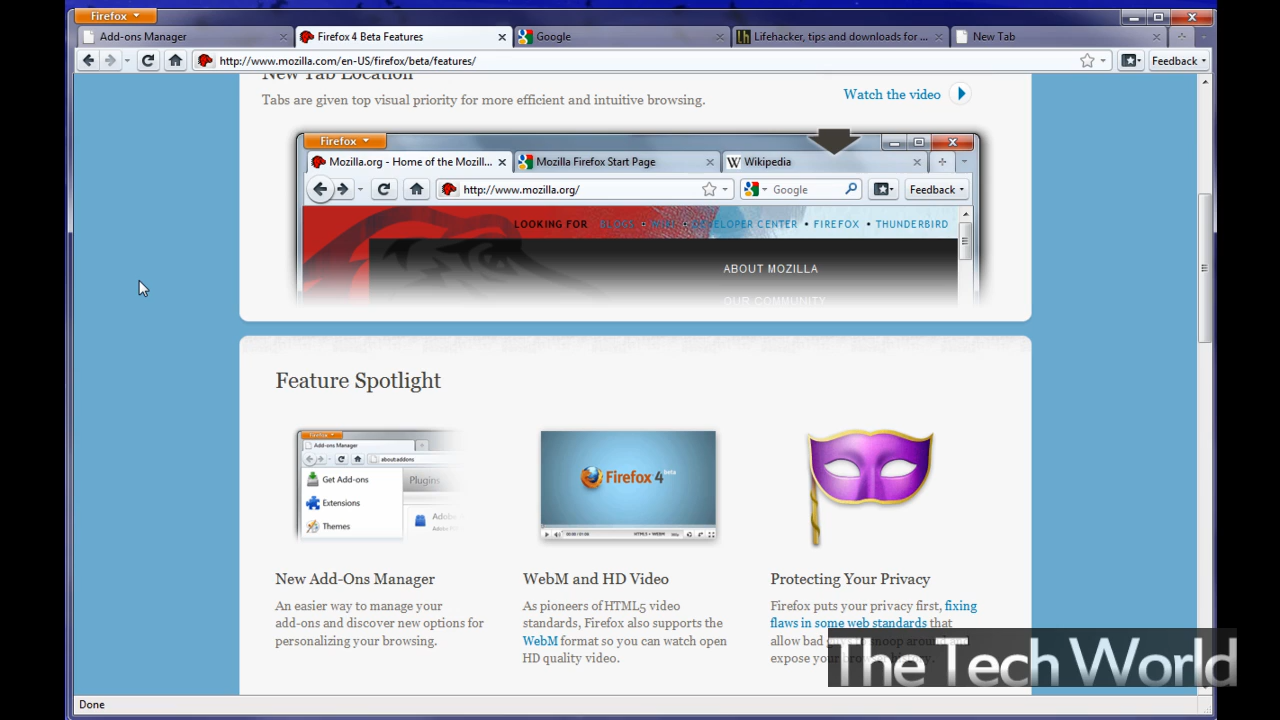 Firefox
Add-ons Manager
Firefox 4 Beta Features
Google
Lifehacker, tips and downloads for ...
New Tab
http://www.mozilla.com/en-US/firefox/beta/features/
Feedback
New Tab Location
Tabs are given top visual priority for more efficient and intuitive browsing.
Watch the video
Firefox
Mozilla.org - Home of the Mozill...
Mozilla Firefox Start Page
Wikipedia
http://www.mozilla.org/
Google
Feedback
LOOKING FOR BLOGS • • DEVELOPER CENTER • FIREFOX • THUNDERBIRD
ABOUT MOZILLA
OUR COMMUNITY
Feature Spotlight
Firefox
Add-ons Manager
about:addons
Get Add-ons
Plugins
Extensions
Themes
Firefox 4 beta
New Add-Ons Manager
An easier way to manage your
add-ons and discover new options for
personalizing your browsing.
WebM and HD Video
As pioneers of HTML5 video
standards, Firefox also supports the
WebM format so you can watch open
HD quality video.
Protecting Your Privacy
Firefox puts your privacy first, fixing
flaws in some web standards that
allow bad guys to snoop around and
expose your browser history.
The Tech World
Done